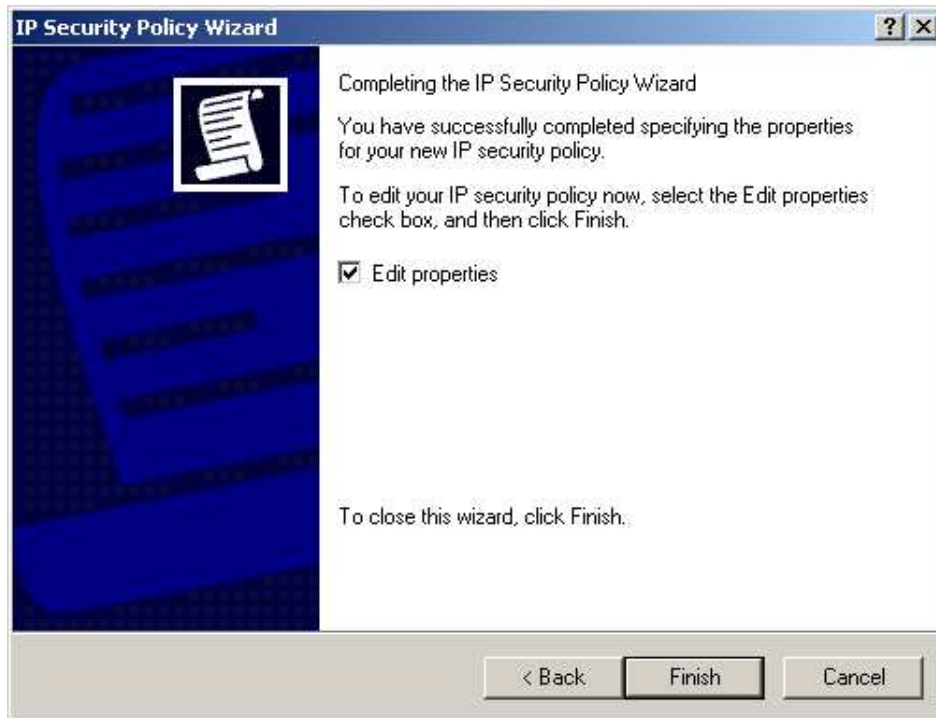 IP Security Policy Wizard
Completing the IP Security Policy Wizard
You have successfully completed specifying the properties
for your new IP security policy.
To edit your IP security policy now, select the Edit properties
check box, and then click Finish.
Edit properties
To close this wizard, click Finish.
< Back Finish Cancel